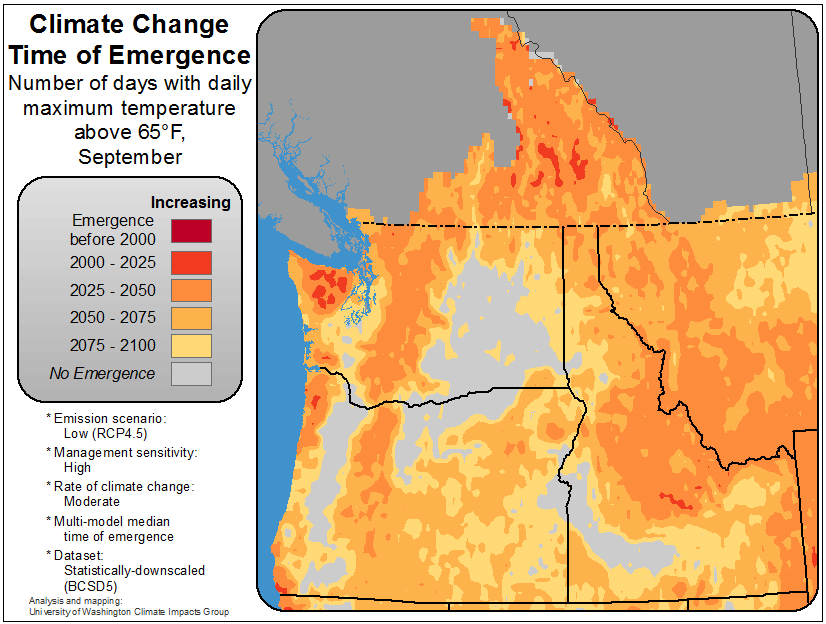 Climate Change
Time of Emergence
Number of days with daily
maximum temperature
above 65°F,
September
Increasing
Emergence
before 2000
2000 - 2025
2025 - 2050
2050 - 2075
2075 - 2100
No Emergence
* Emission scenario:
Low (RCP4.5)
* Management sensitivity:
High
* Rate of climate change:
Moderate
* Multi-model median
time of emergence
* Dataset:
Statistically-downscaled
(BCSD5)
Analysis and mapping:
University of Washington Climate Impacts Group